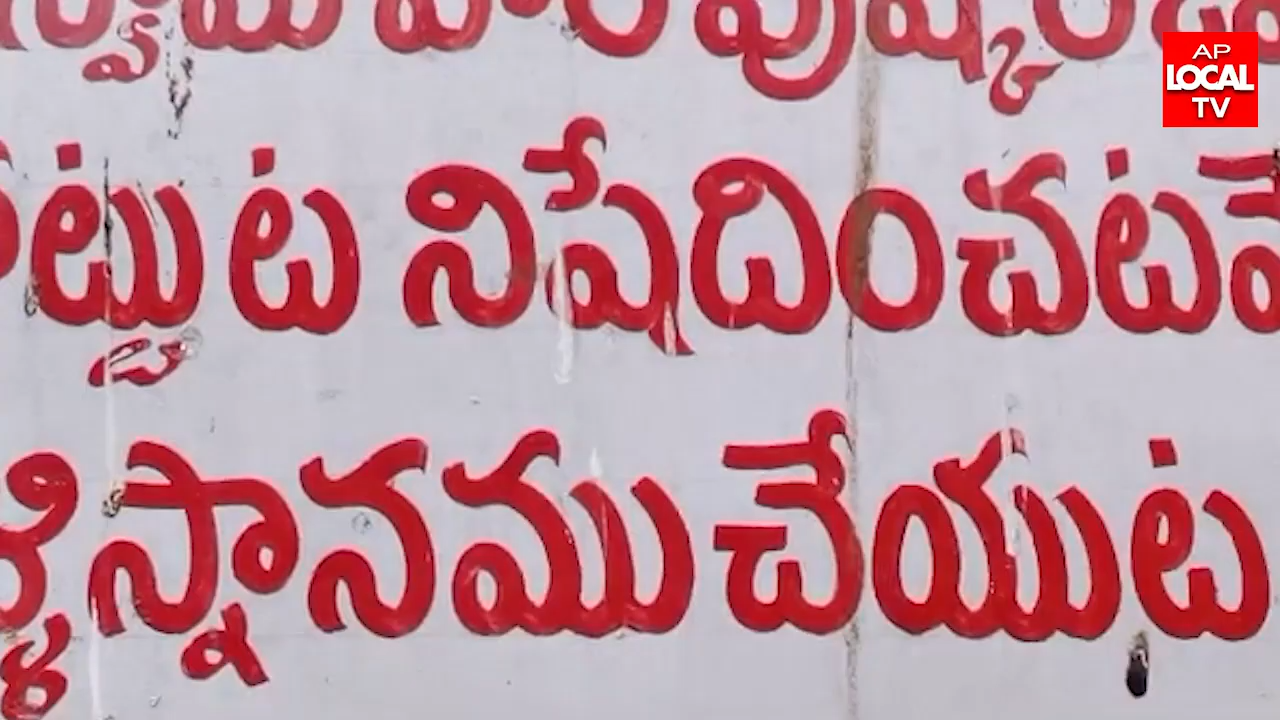 స్వామి వారి పుష్కరిణి
AP
LOCAL
TV
ట్టుట నిషేదించటమే
స్నానము చేయుట